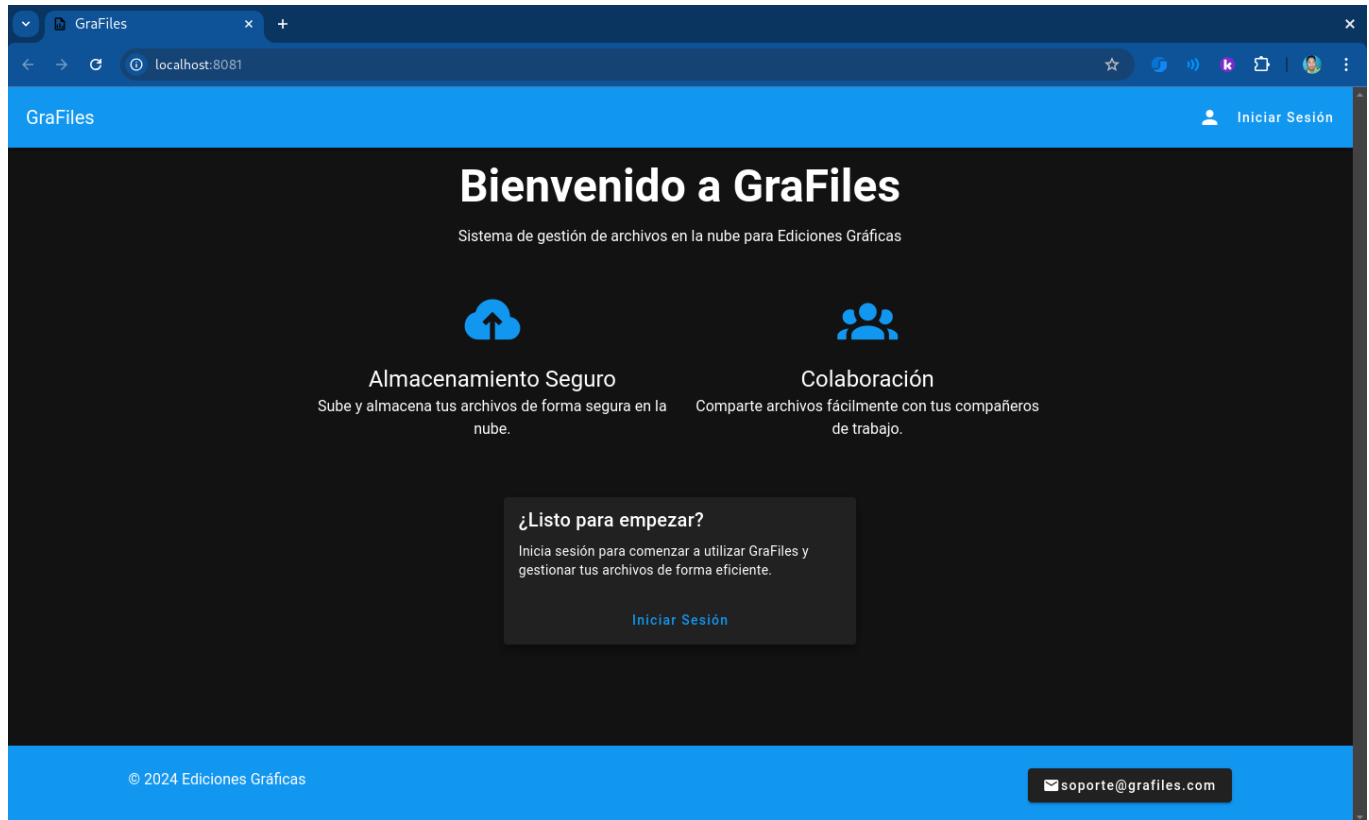 GraFiles
localhost:8081
GraFiles
Iniciar Sesión
Bienvenido a GraFiles
Sistema de gestión de archivos en la nube para Ediciones Gráficas
Almacenamiento Seguro
Sube y almacena tus archivos de forma segura en la
nube.
Colaboración
Comparte archivos fácilmente con tus compañeros
de trabajo.
¿Listo para empezar?
Inicia sesión para comenzar a utilizar GraFiles y
gestionar tus archivos de forma eficiente.
Iniciar Sesión
© 2024 Ediciones Gráficas
soporte@grafiles.com